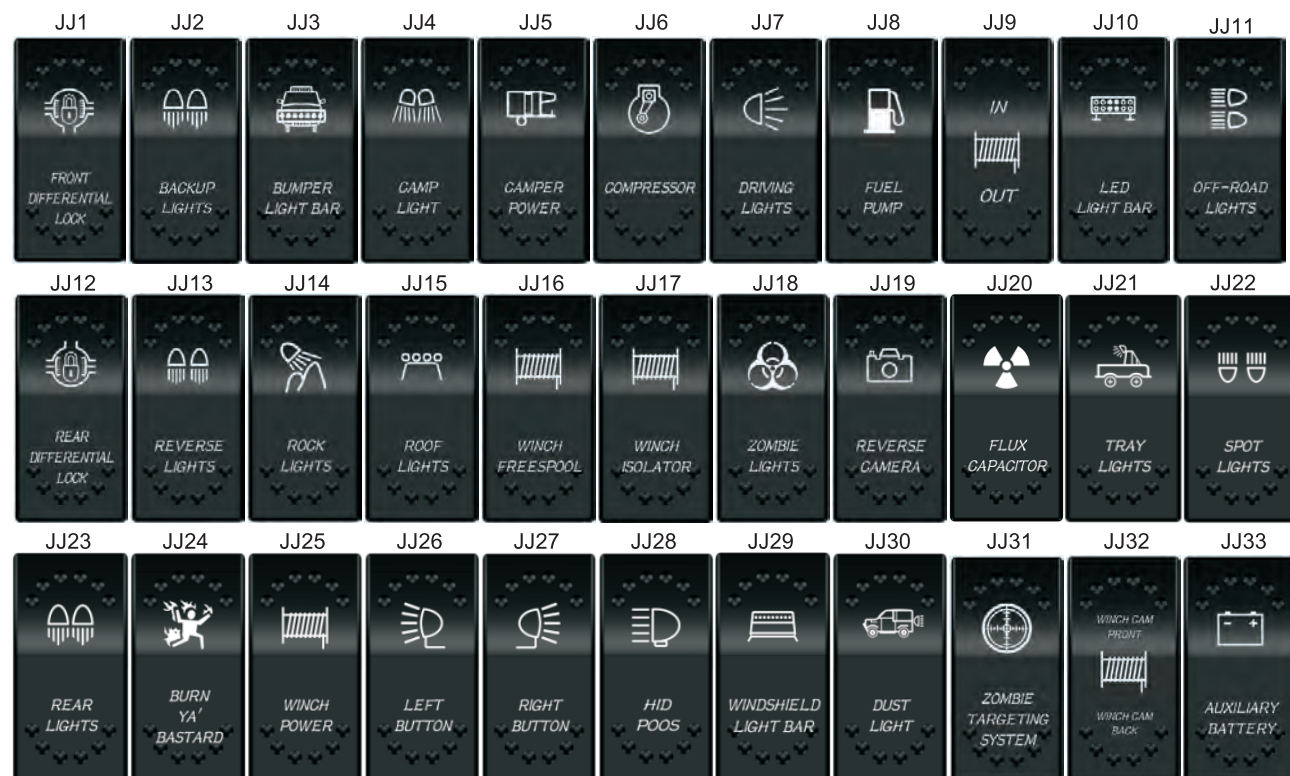 JJ1 JJ2 JJ3 JJ4 JJ5 JJ6 JJ7 JJ8 JJ9 JJ10 JJ11
FRONT
DIFFERENTIAL
LOCK
BACKUP
LIGHTS
BUMPER
LIGHT BAR
CAMP
LIGHT
CAMPER
POWER
COMPRESSOR
DRIVING
LIGHTS
FUEL
PUMP
IN
OUT
LED
LIGHT BAR
OFF-ROAD
LIGHTS
JJ12 JJ13 JJ14 JJ15 JJ16 JJ17 JJ18 JJ19 JJ20 JJ21 JJ22
REAR
DIFFERENTIAL
LOCK
REVERSE
LIGHTS
ROCK
LIGHTS
ROOF
LIGHTS
WINCH
FREESPOOL
WINCH
ISOLATOR
ZOMBIE
LIGHTS
REVERSE
CAMERA
FLUX
CAPACITOR
TRAY
LIGHTS
SPOT
LIGHTS
JJ23 JJ24 JJ25 JJ26 JJ27 JJ28 JJ29 JJ30 JJ31 JJ32 JJ33
REAR
LIGHTS
BURN
YA'
BASTARD
WINCH
POWER
LEFT
BUTTON
RIGHT
BUTTON
HID
POOS
WINDSHIELD
LIGHT BAR
DUST
LIGHT
ZOMBIE
TARGETING
SYSTEM
WINCH CAM
PRONT
WINCH CAM
BACK
AUXILIARY
BATTERY